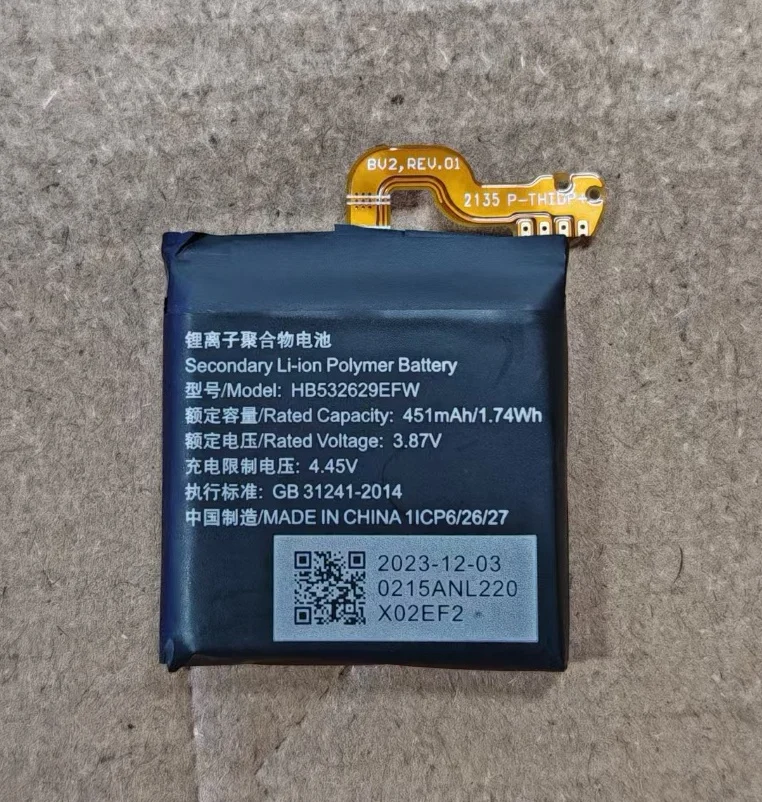 BV2,REV.01
2135 P-THIDP+
锂离子聚合物电池
Secondary Li-ion Polymer Battery
型号/Model: HB532629EFW
额定容量/Rated Capacity: 451mAh/1.74Wh
额定电压/Rated Voltage: 3.87V
充电限制电压: 4.45V
执行标准: GB 31241-2014
中国制造/MADE IN CHINA 1ICP6/26/27
2023-12-03
0215ANL220
X02EF2